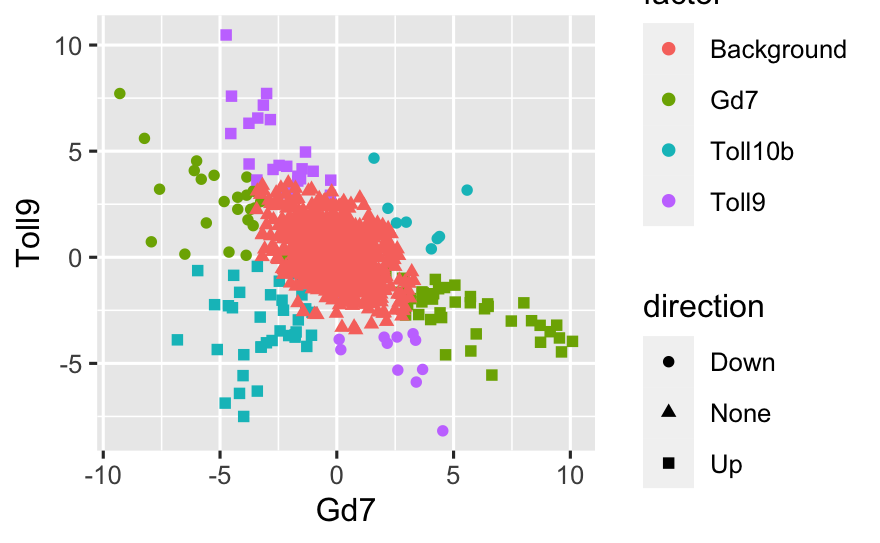 factor
Background
Gd7
Toll10b
Toll9
direction
Down
None
Up
Toll9
10
5
0
-5
-10
-5
0
5
10
Gd7